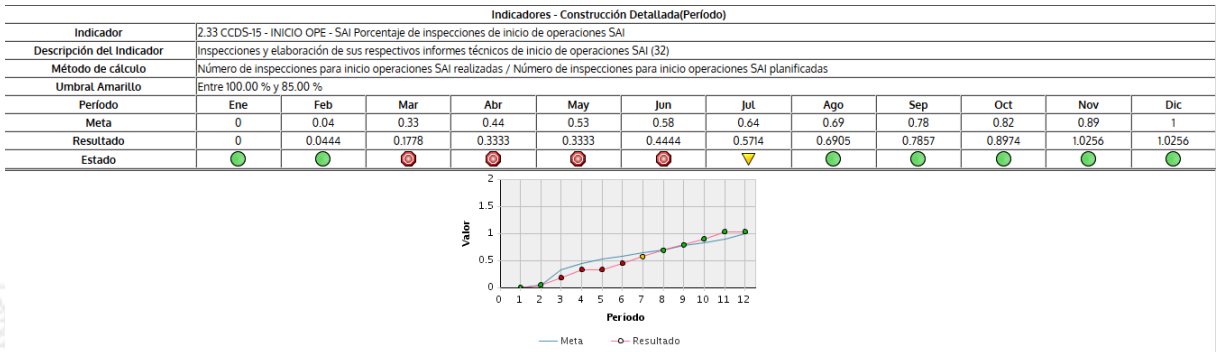 Indicadores - Construcción Detallada(Período)
Indicador 2.33 CCDS-15 - INICIO OPE - SAI Porcentaje de inspecciones de inicio de operaciones SAI
Descripción del Indicador Inspecciones y elaboración de sus respectivos informes técnicos de inicio de operaciones SAI (32)
Método de cálculo Número de inspecciones para inicio operaciones SAI realizadas / Número de inspecciones para inicio operaciones SAI planificadas
Umbral Amarillo Entre 100.00 % y 85.00 %
Período Ene Feb Mar Abr May Jun Jul Ago Sep Oct Nov Dic
Meta 0 0.04 0.33 0.44 0.53 0.58 0.64 0.69 0.78 0.82 0.89 1
Resultado 0 0.0444 0.1778 0.3333 0.3333 0.4444 0.5714 0.6905 0.7857 0.8974 1.0256 1.0256
Estado
2
1.5
1
0.5
0
Valor
0 1 2 3 4 5 6 7 8 9 10 11 12
Periodo
Meta Resultado